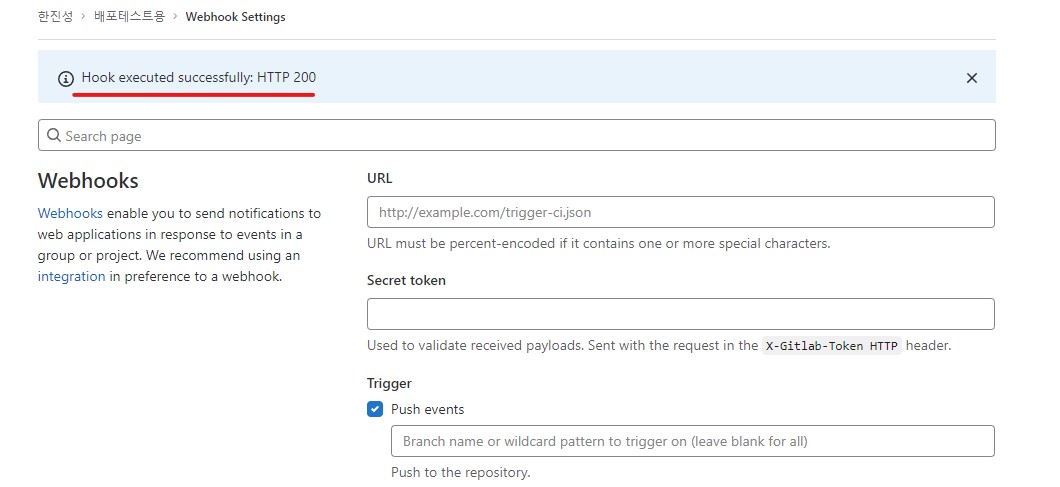 한진성 > 배포테스트용 > Webhook Settings
Hook executed successfully: HTTP 200
Search page
Webhooks
Webhooks enable you to send notifications to
web applications in response to events in a
group or project. We recommend using an
integration in preference to a webhook.
URL
http://example.com/trigger-ci.json
URL must be percent-encoded if it contains one or more special characters.
Secret token
Used to validate received payloads. Sent with the request in the X-Gitlab-Token HTTP header.
Trigger
Push events
Branch name or wildcard pattern to trigger on (leave blank for all)
Push to the repository.